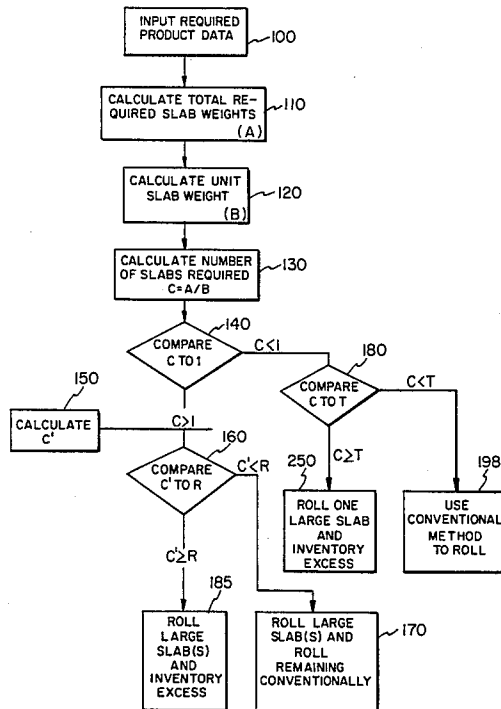 INPUT REQUIRED
PRODUCT DATA
100
CALCULATE TOTAL RE-
QUIRED SLAB WEIGHTS
(A)
110
CALCULATE UNIT
SLAB WEIGHT
(B)
120
CALCULATE NUMBER
OF SLABS REQUIRED
C=A/B
130
140
COMPARE
C TO 1
C<1
180
COMPARE
C TO T
C<T
150
CALCULATE
C'
C>1
160
COMPARE
C' TO R
C'<R
C≥T
250
ROLL ONE
LARGE SLAB
AND
INVENTORY
EXCESS
198
USE
CONVENTIONAL
METHOD
TO ROLL
C'≥R
185
ROLL
LARGE
SLAB(S)
AND
INVENTORY
EXCESS
ROLL LARGE
SLAB(S) AND
ROLL
REMAINING
CONVENTIONALLY
170